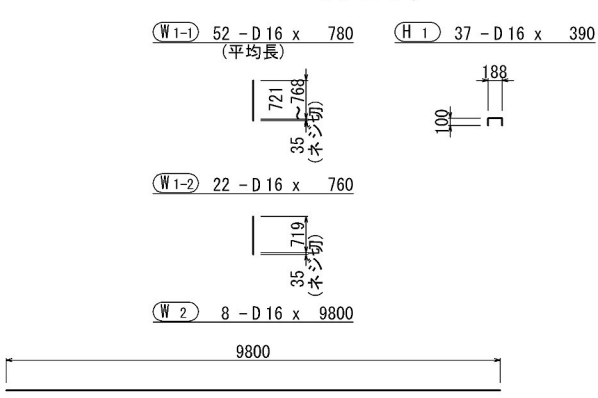 W1-1 52-D16 x 780
(平均長)
721~768
35
(ネジ切)
H1 37-D16 x 390
188
100
W1-2 22-D16 x 760
719
35
(ネジ切)
W2 8-D16 x 9800
9800